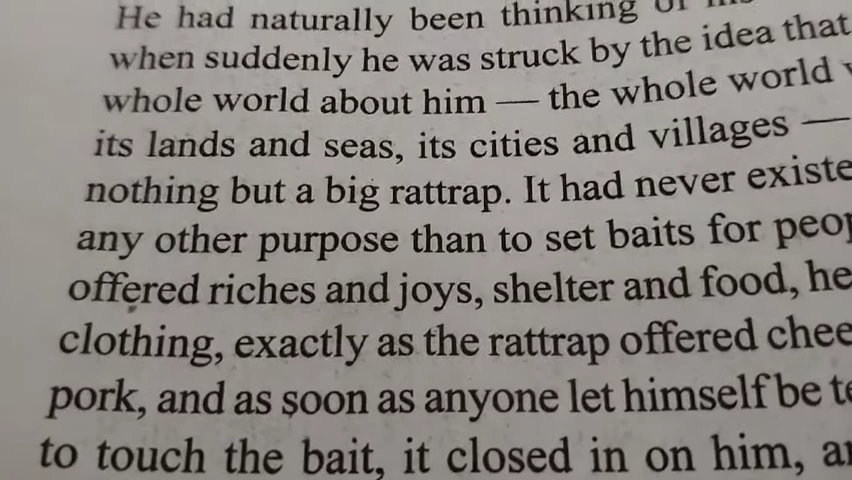 He had naturally been thinking of
when suddenly he was struck by the idea that
whole world about him — the whole world
its lands and seas, its cities and villages —
nothing but a big rattrap. It had never existe
any other purpose than to set baits for peop
offered riches and joys, shelter and food, he
clothing, exactly as the rattrap offered chee
pork, and as soon as anyone let himself be te
to touch the bait, it closed in on him, an